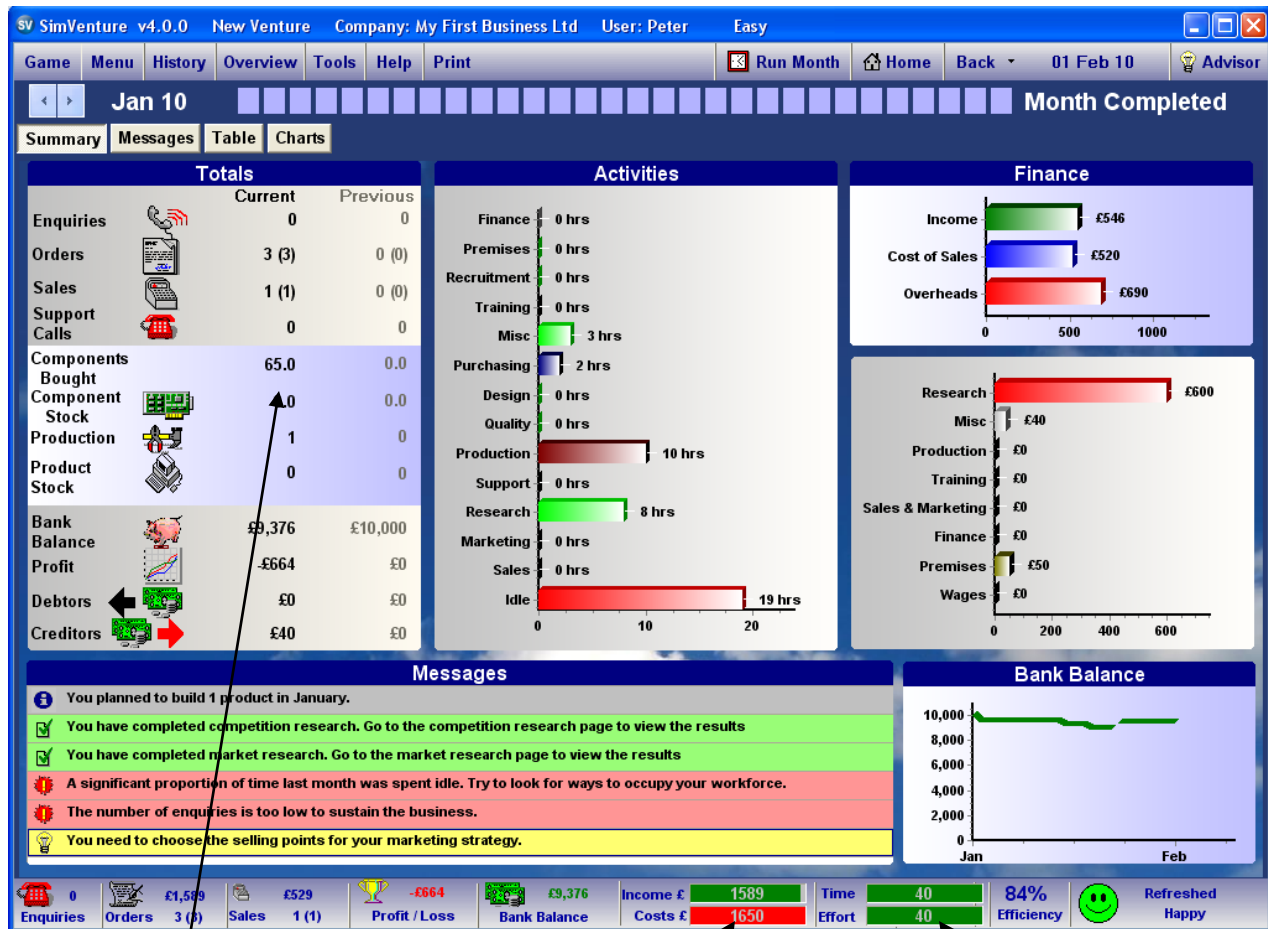 SV SimVenture v4.0.0 New Venture Company: My First Business Ltd User: Peter Easy
Game Menu History Overview Tools Help Print Run Month Home Back 01 Feb 10 Advisor
Jan 10 Month Completed
Summary Messages Table Charts
Totals
Current Previous
Enquiries 0 0
Orders 3 (3) 0 (0)
Sales 1 (1) 0 (0)
Support
Calls 0 0
Components
Bought 65.0 0.0
Component
Stock .0 0.0
Production 1 0
Product
Stock 0 0
Bank
Balance £9,376 £10,000
Profit -£664 £0
Debtors £0 £0
Creditors £40 £0
Activities
Finance 0 hrs
Premises 0 hrs
Recruitment 0 hrs
Training 0 hrs
Misc 3 hrs
Purchasing 2 hrs
Design 0 hrs
Quality 0 hrs
Production 10 hrs
Support 0 hrs
Research 8 hrs
Marketing 0 hrs
Sales 0 hrs
Idle 19 hrs
0 10 20
Finance
Income £546
Cost of Sales £520
Overheads £690
0 500 1000
Research £600
Misc £40
Production £0
Training £0
Sales & Marketing £0
Finance £0
Premises £50
Wages £0
0 200 400 600
Messages
You planned to build 1 product in January.
You have completed competition research. Go to the competition research page to view the results
You have completed market research. Go to the market research page to view the results
A significant proportion of time last month was spent idle. Try to look for ways to occupy your workforce.
The number of enquiries is too low to sustain the business.
You need to choose the selling points for your marketing strategy.
Bank Balance
10,000
8,000
6,000
4,000
2,000
0
Jan Feb
0 £1,589 £529 -£664 £9,376 Income £ 1589 Time 40 84% Refreshed
Enquiries Orders 3 (3) Sales 1 (1) Profit / Loss Bank Balance Costs £ 1650 Effort 40 Efficiency Happy